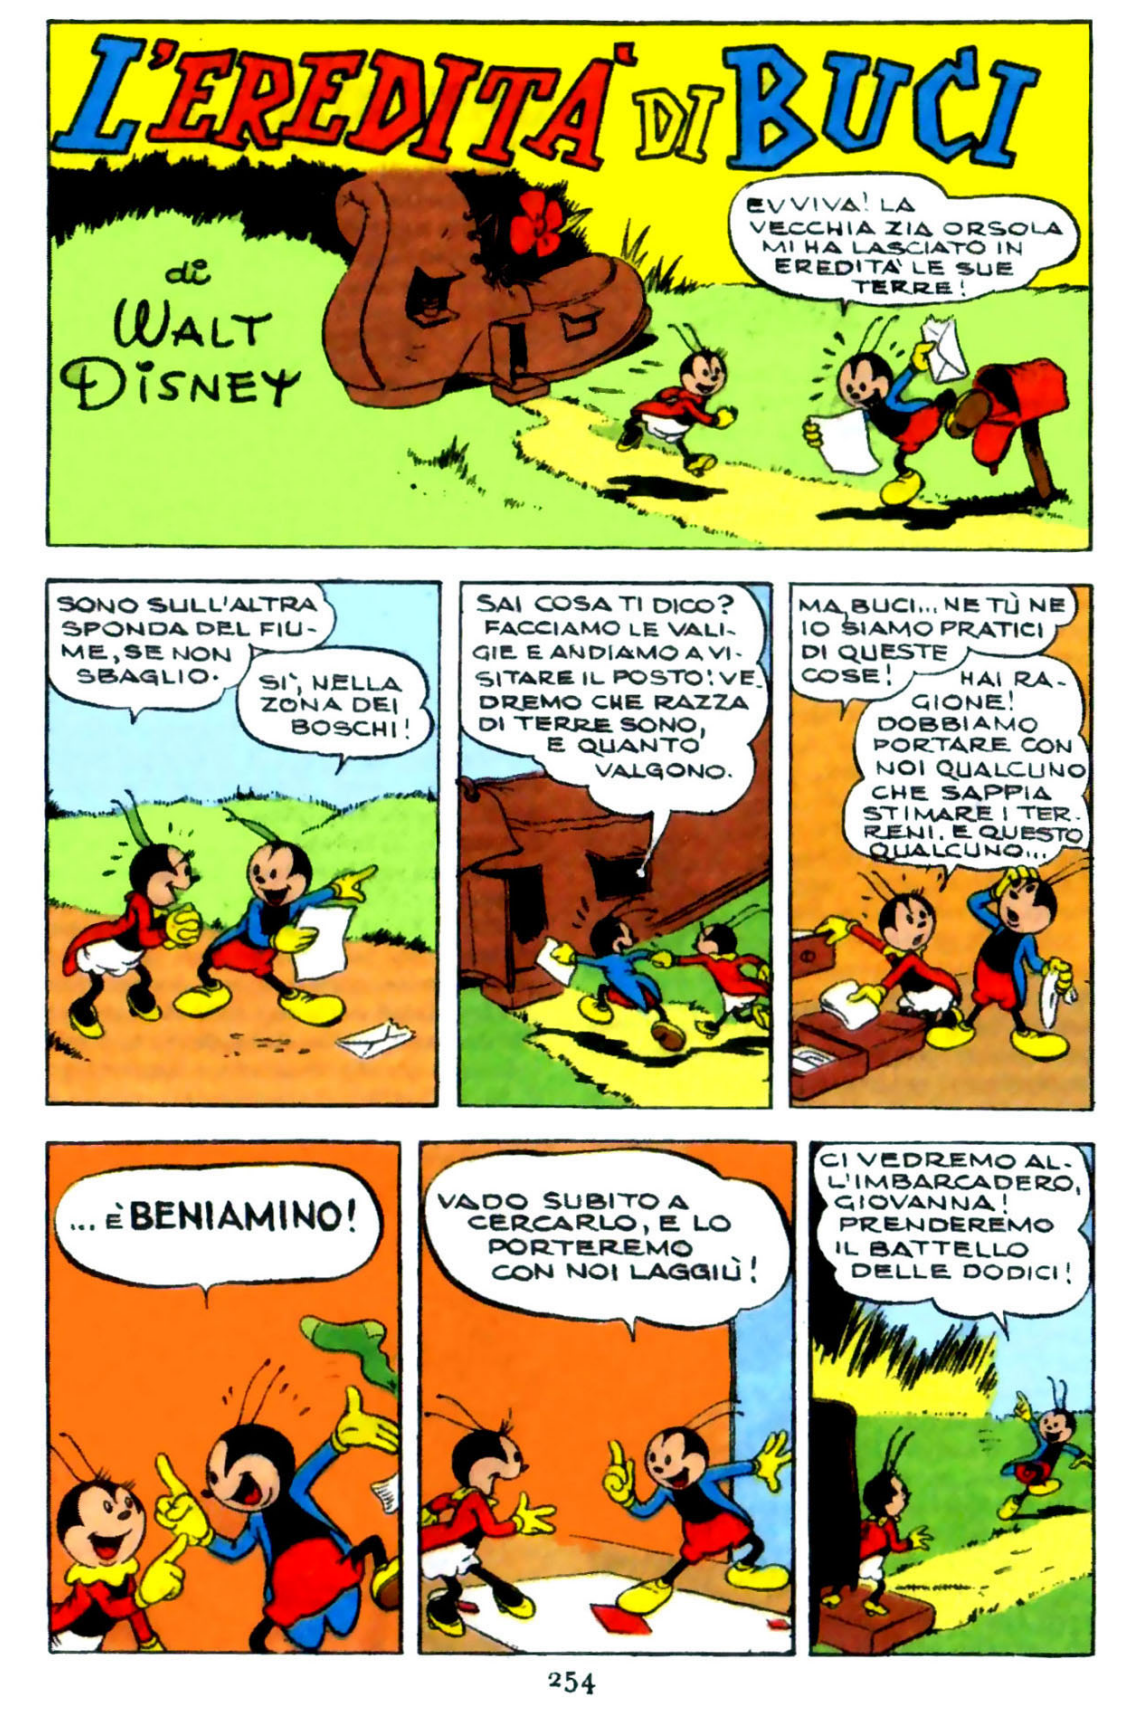 L'EREDITÀ DI BUCI
di
WALT
DISNEY
EVVIVA! LA
VECCHIA ZIA ORSOLA
MI HA LASCIATO IN
EREDITA' LE SUE
TERRE!
SONO SULL'ALTRA
SPONDA DEL FIU-
ME, SE NON
SBAGLIO.
SI', NELLA
ZONA DEI
BOSCHI!
SAI COSA TI DICO?
FACCIAMO LE VALI-
GIE E ANDIAMO A VI-
SITARE IL POSTO! VE-
DREMO CHE RAZZA
DI TERRE SONO,
E QUANTO
VALGONO.
MA, BUCI... NE TÙ NE
IO SIAMO PRATICI
DI QUESTE
COSE!
HAI RA-
GIONE!
DOBBIAMO
PORTARE CON
NOI QUALCUNO
CHE SAPPIA
STIMARE I TER-
RENI. E QUESTO
QUALCUNO...
... È BENIAMINO!
VADO SUBITO A
CERCARLO, E LO
PORTEREMO
CON NOI LAGGIÙ!
CI VEDREMO AL-
L'IMBARCADERO,
GIOVANNA!
PRENDEREMO
IL BATTELLO
DELLE DODICI!
254